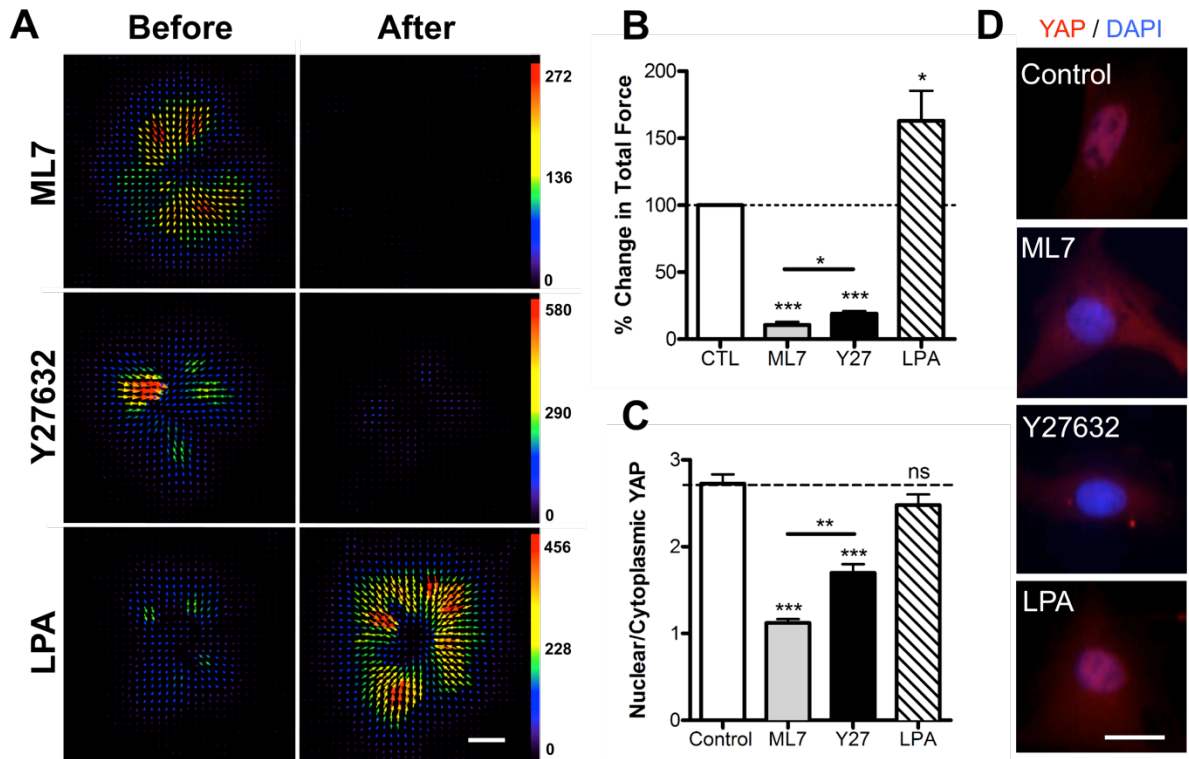 A
Before
After
ML7
272
136
0
Y27632
580
290
0
LPA
456
228
0
B
% Change in Total Force
200
150
100
50
0
*
***
***
*
CTL ML7 Y27 LPA
C
Nuclear/Cytoplasmic YAP
3
2
1
0
ns
**
***
***
Control ML7 Y27 LPA
D
YAP / DAPI
Control
ML7
Y27632
LPA